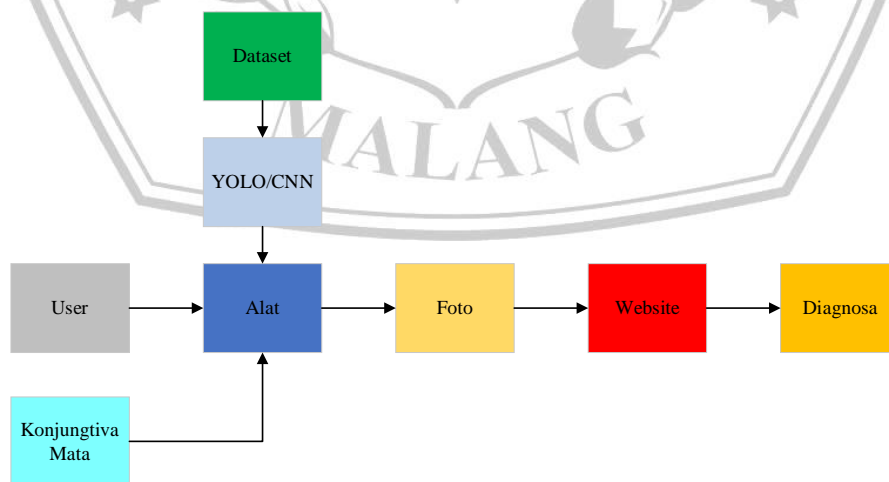 Dataset
MALANG
YOLO/CNN
User
Alat
Foto
Website
Diagnosa
Konjungtiva
Mata